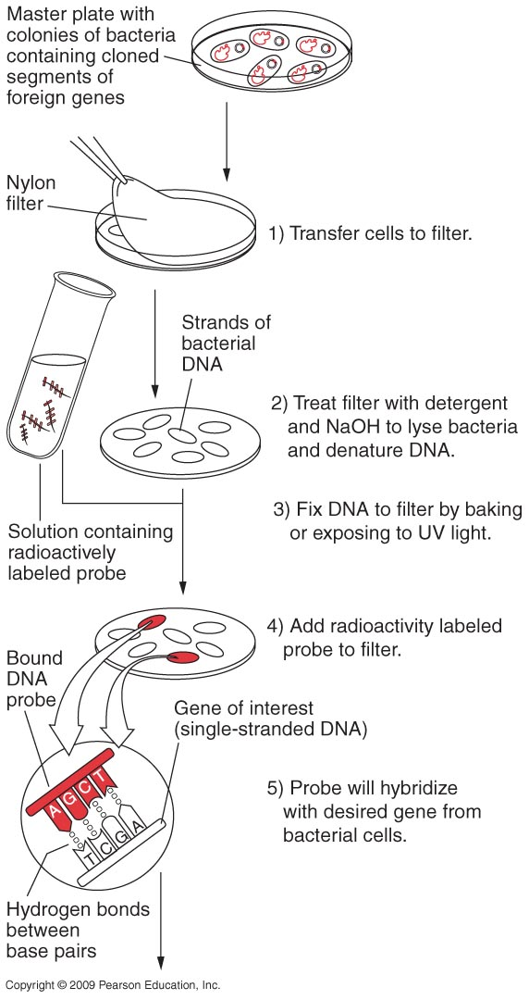 Master plate with
colonies of bacteria
containing cloned
segments of
foreign genes
Nylon
filter
1) Transfer cells to filter.
Strands of
bacterial
DNA
2) Treat filter with detergent
and NaOH to lyse bacteria
and denature DNA.
3) Fix DNA to filter by baking
or exposing to UV light.
Solution containing
radioactively
labeled probe
4) Add radioactivity labeled
probe to filter.
Bound
DNA
probe
Gene of interest
(single-stranded DNA)
A G C T
T C G A
5) Probe will hybridize
with desired gene from
bacterial cells.
Hydrogen bonds
between
base pairs
Copyright © 2009 Pearson Education, Inc.